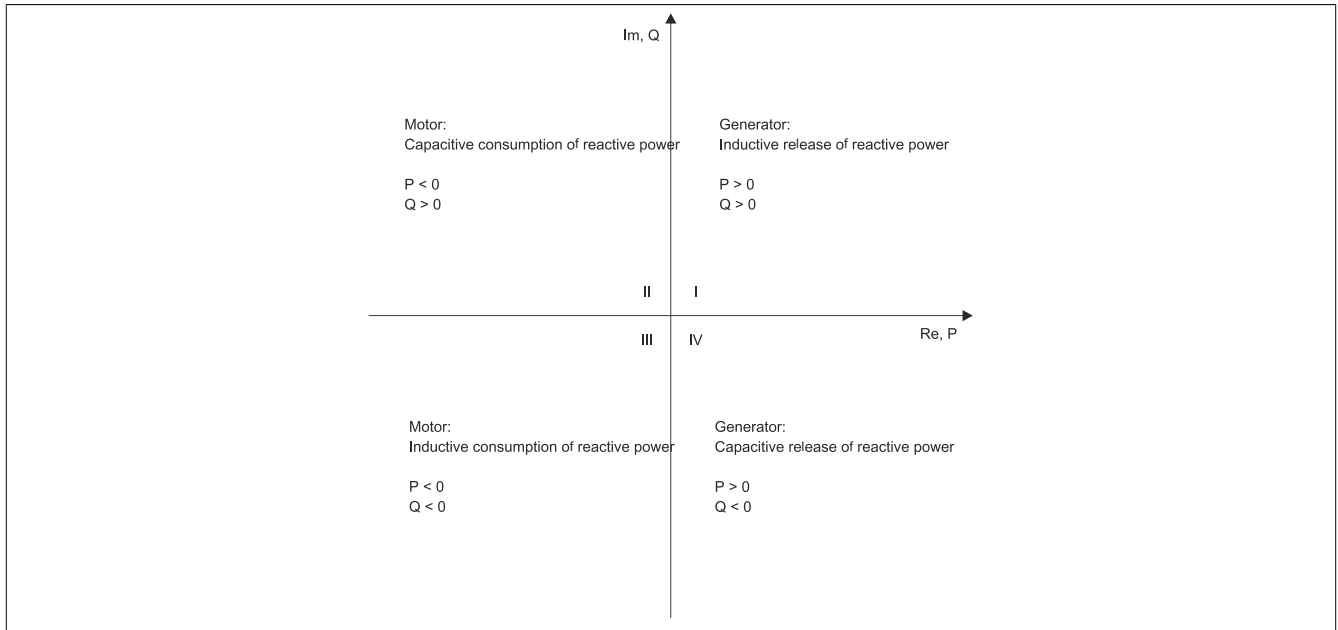 Im, Q
Motor:
Capacitive consumption of reactive power
P < 0
Q > 0
Generator:
Inductive release of reactive power
P > 0
Q > 0
II
I
III
IV
Re, P
Motor:
Inductive consumption of reactive power
P < 0
Q < 0
Generator:
Capacitive release of reactive power
P > 0
Q < 0